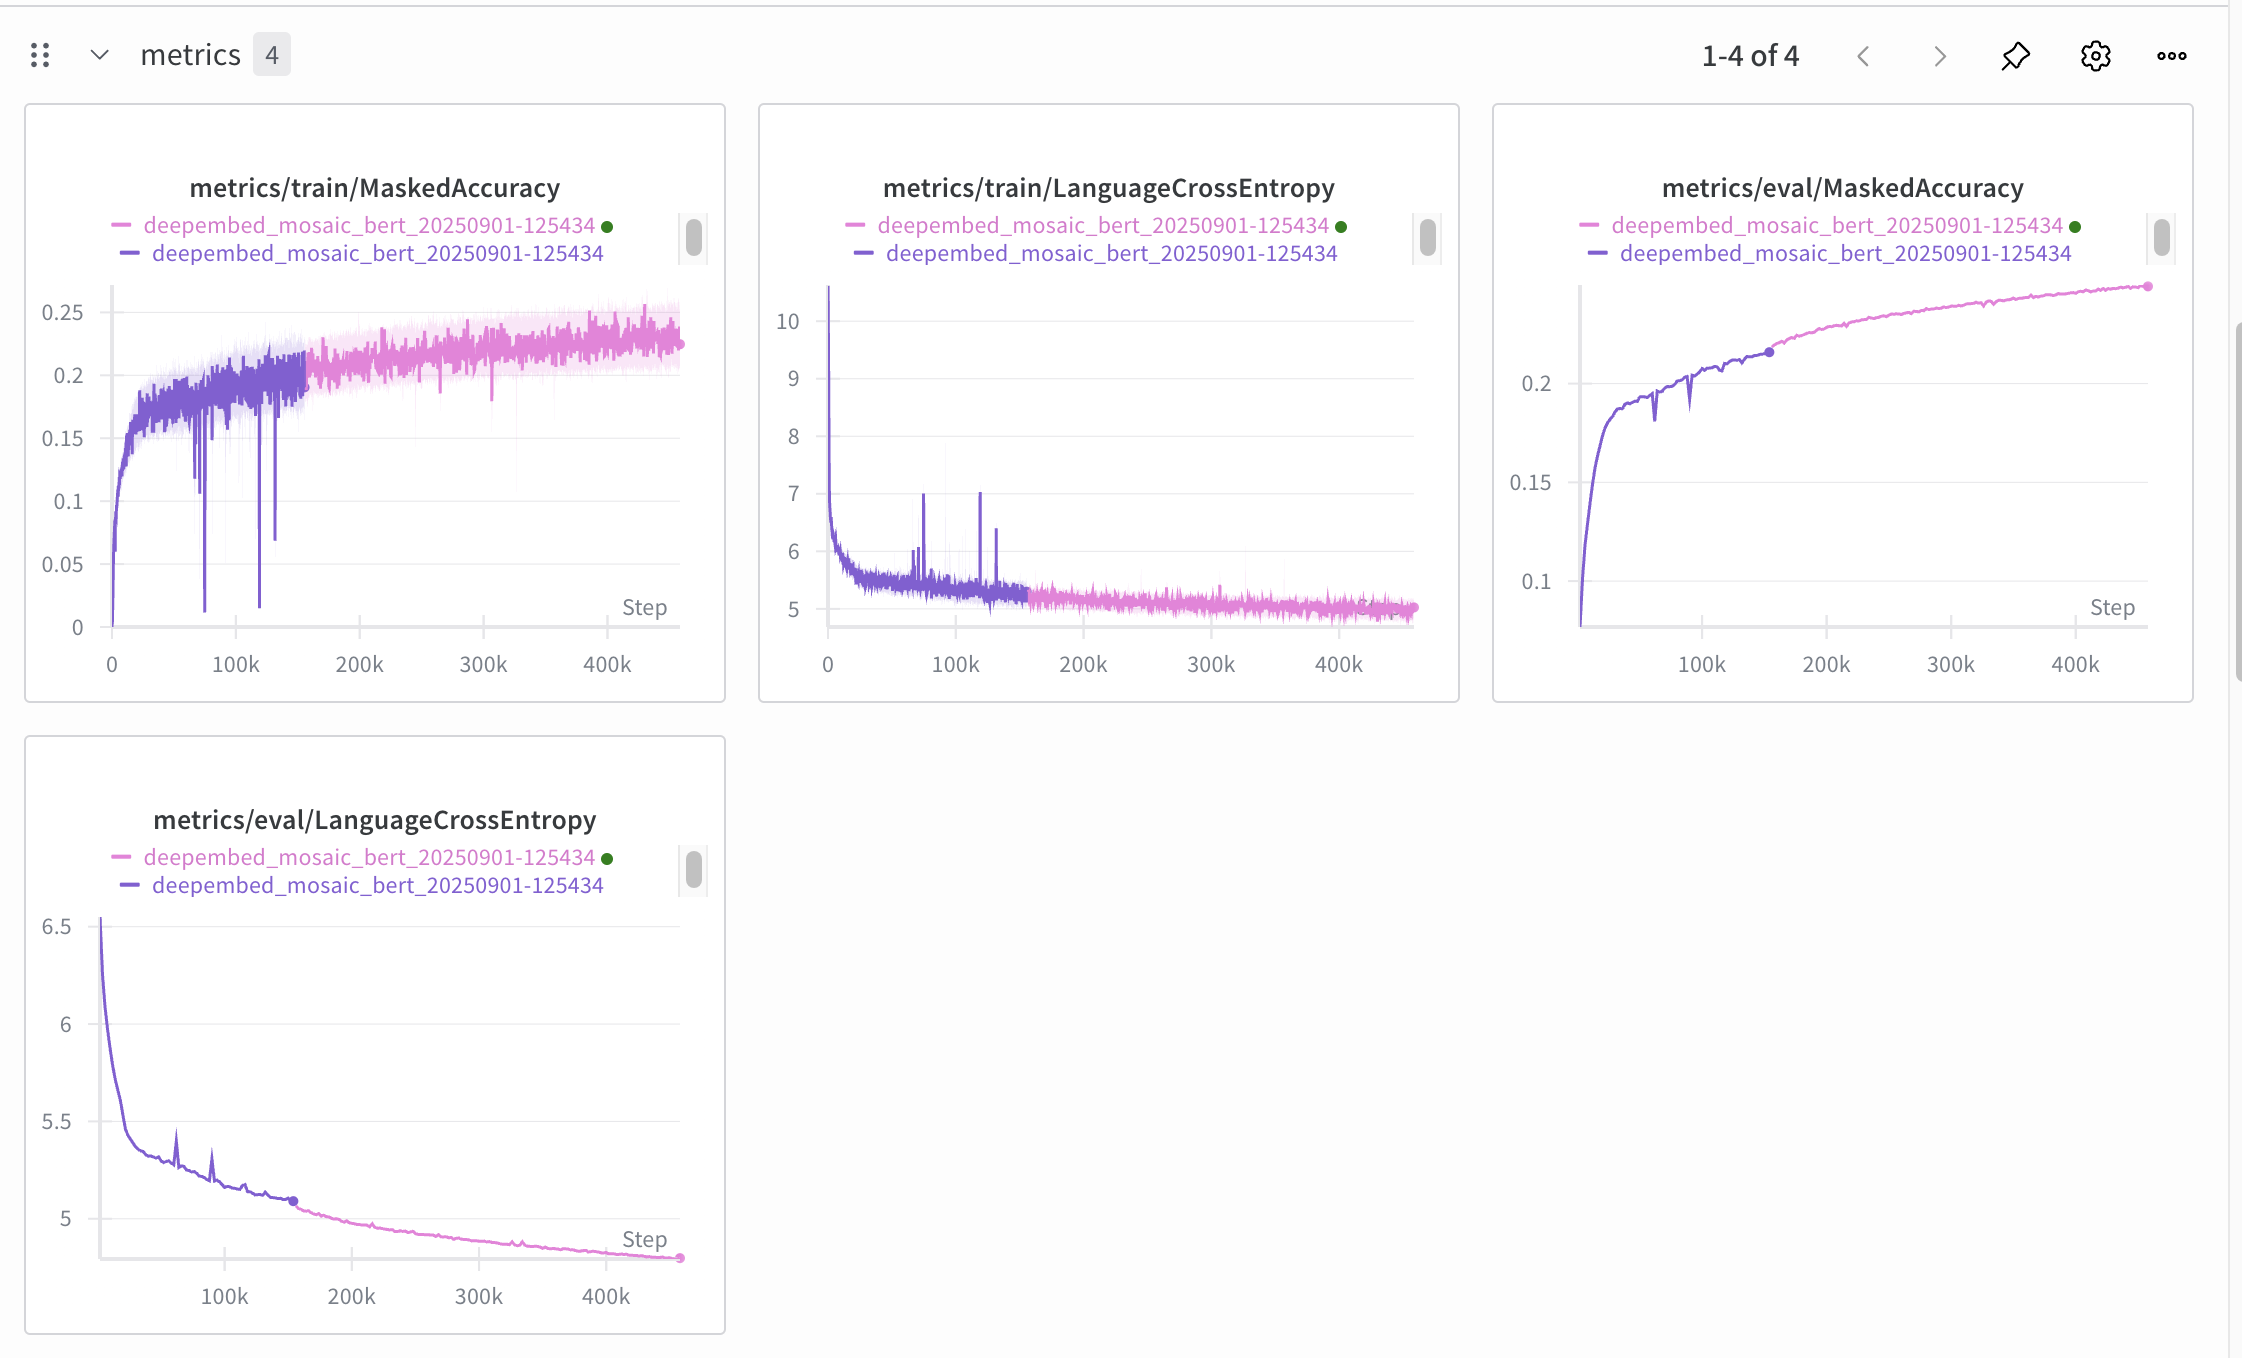 metrics 4
1-4 of 4
metrics/train/MaskedAccuracy
deepembed_mosaic_bert_20250901-125434
deepembed_mosaic_bert_20250901-125434
0.25
0.2
0.15
0.1
0.05
0
Step
0 100k 200k 300k 400k
metrics/train/LanguageCrossEntropy
deepembed_mosaic_bert_20250901-125434
deepembed_mosaic_bert_20250901-125434
10
9
8
7
6
5
Step
0 100k 200k 300k 400k
metrics/eval/MaskedAccuracy
deepembed_mosaic_bert_20250901-125434
deepembed_mosaic_bert_20250901-125434
0.2
0.15
0.1
Step
100k 200k 300k 400k
metrics/eval/LanguageCrossEntropy
deepembed_mosaic_bert_20250901-125434
deepembed_mosaic_bert_20250901-125434
6.5
6
5.5
5
Step
100k 200k 300k 400k